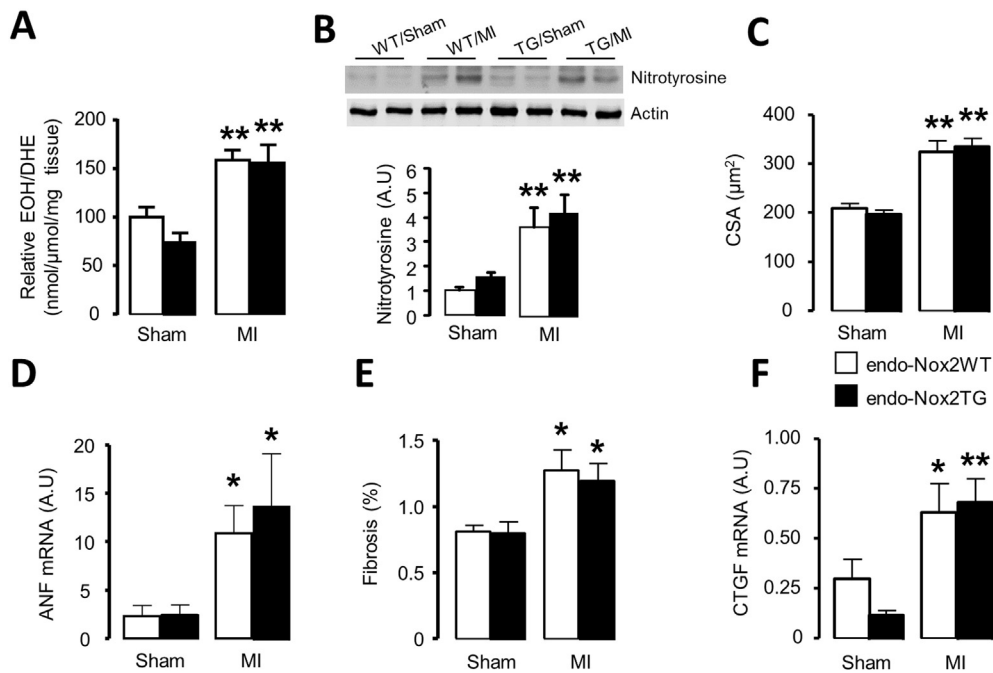 A
Relative EOH/DHE
(nmol/µmol/mg tissue)
200
150
100
50
0
** **
Sham MI
B
WT/Sham WT/MI TG/Sham TG/MI
Nitrotyrosine
Actin
Nitrotyrosine (A.U)
6
5
4
3
2
1
0
** **
Sham MI
C
CSA (µm²)
400
300
200
100
0
** **
Sham MI
endo-Nox2WT
endo-Nox2TG
D
ANF mRNA (A.U)
20
15
10
5
0
* *
Sham MI
E
Fibrosis (%)
1.5
1.0
0.5
0
* *
Sham MI
F
CTGF mRNA (A.U)
1.00
0.75
0.50
0.25
0
* **
Sham MI